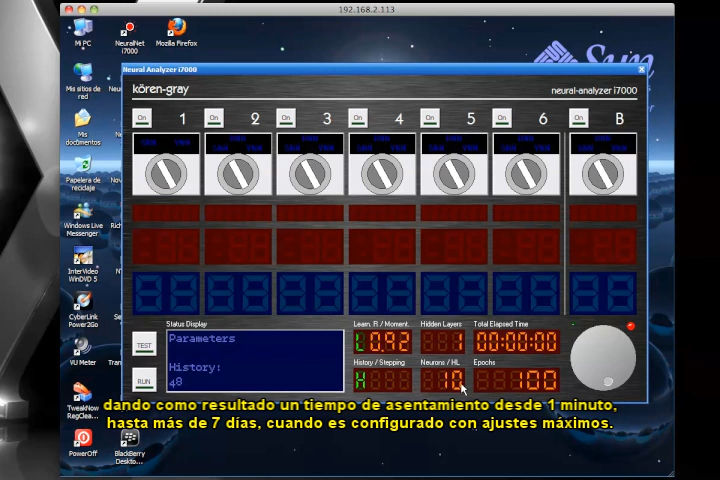 192.168.2.113
Mi PC
NeuralNet
i7000
Mozilla Firefox
Sun
Neural Analyzer i7000
kören-gray
neural-analyzer i7000
On 1 On 2 On 3 On 4 On 5 On 6 On B
Mis sitios de
red
Mis
documentos
Papelera de
reciclaje
Windows Live
Messenger
InterVideo
WinDVD 5
CyberLink
Power2Go
VU Meter
TweakNow
RegClea...
PowerOff
BlackBerry
Deskto...
Status Display
Parameters
History:
48
TEST
RUN
Learn. R. / Moment.
L 0,92
Hidden Layers
1
Total Elapsed Time
00:00:00
History / Stepping
H
Neurons / HL
10
Epochs
100
dando como resultado un tiempo de asentamiento desde 1 minuto,
hasta más de 7 días, cuando es configurado con ajustes máximos.